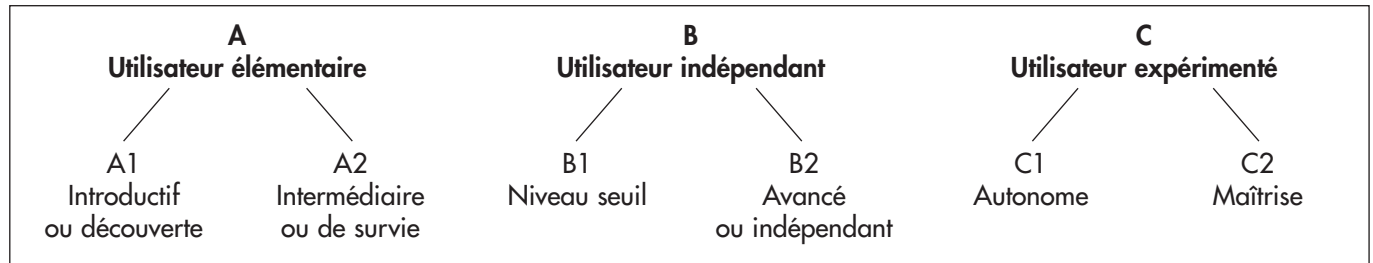 A
Utilisateur élémentaire
B
Utilisateur indépendant
C
Utilisateur expérimenté
A1
Introductif
ou découverte
A2
Intermédiaire
ou de survie
B1
Niveau seuil
B2
Avancé
ou indépendant
C1
Autonome
C2
Maîtrise